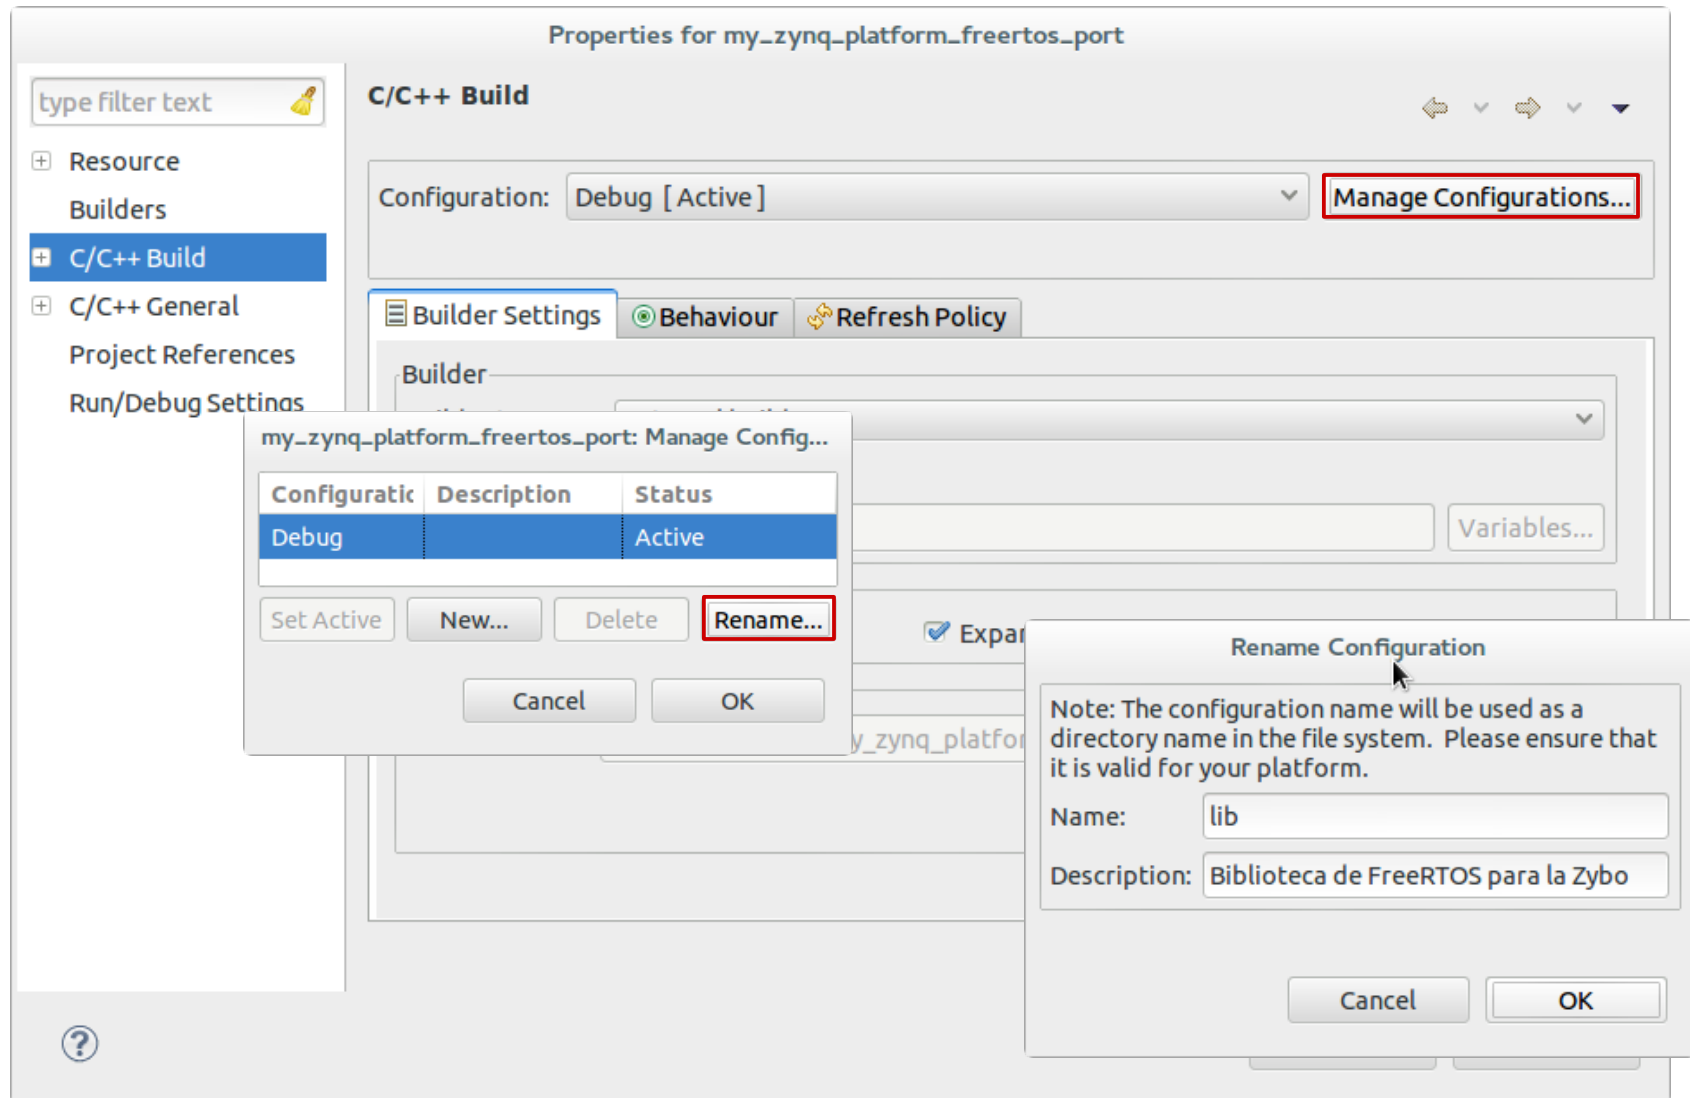 Properties for my_zynq_platform_freertos_port
type filter text
Resource
Builders
C/C++ Build
C/C++ General
Project References
Run/Debug Settings
C/C++ Build
Configuration: Debug [ Active ] Manage Configurations...
Builder Settings Behaviour Refresh Policy
Builder
Variables...
Expan
y_zynq_platfor
my_zynq_platform_freertos_port: Manage Config...
Configuratic Description Status
Debug Active
Set Active New... Delete Rename...
Cancel OK
Rename Configuration
Note: The configuration name will be used as a
directory name in the file system. Please ensure that
it is valid for your platform.
Name: lib
Description: Biblioteca de FreeRTOS para la Zybo
Cancel OK
?